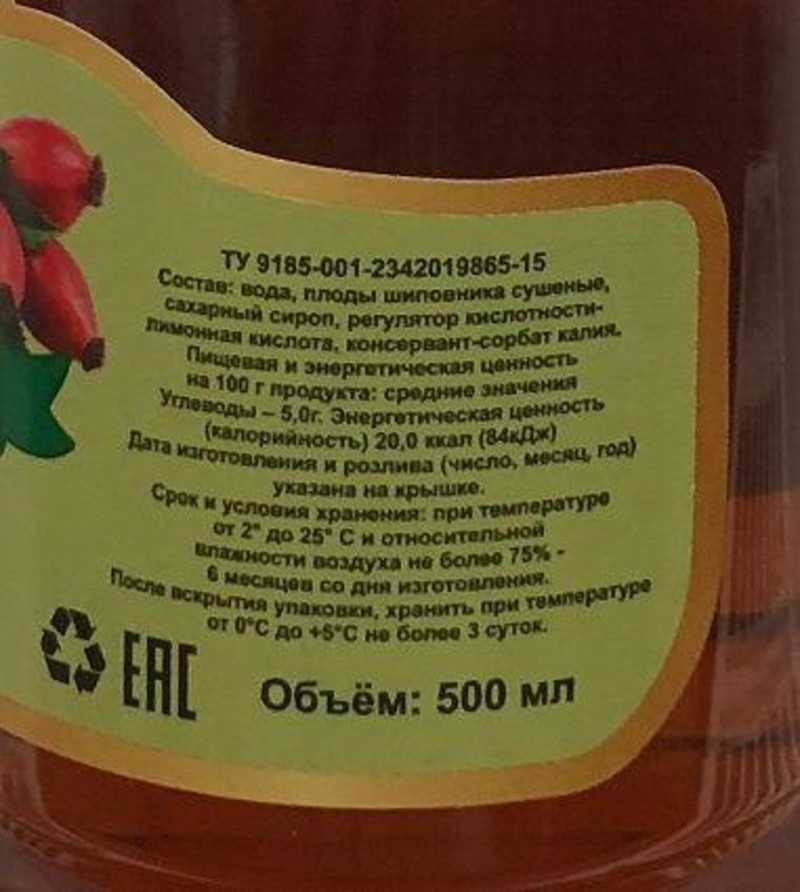 ТУ 9185-001-2342019865-15
Состав: вода, плоды шиповника сушеные,
сахарный сироп, регулятор кислотности-
лимонная кислота, консервант-сорбат калия.
Пищевая и энергетическая ценность
на 100 г продукта: средние значения
Углеводы – 5,0г. Энергетическая ценность
(калорийность) 20,0 ккал (84кДж)
Дата изготовления и розлива (число, месяц, год)
указана на крышке.
Срок и условия хранения: при температуре
от 2° до 25° С и относительной
влажности воздуха не более 75% -
6 месяцев со дня изготовления.
После вскрытия упаковки, хранить при температуре
от 0°С до +5°С не более 3 суток.
ЕАС
Объём: 500 мл